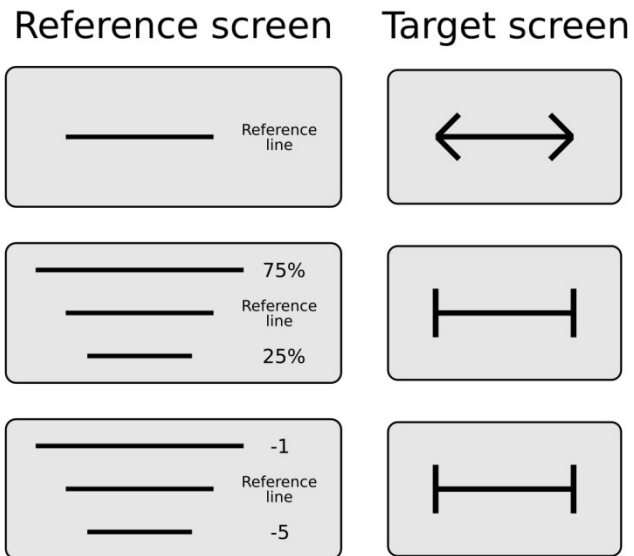 Reference screen
Target screen
Reference
line
75%
Reference
line
25%
-1
Reference
line
-5